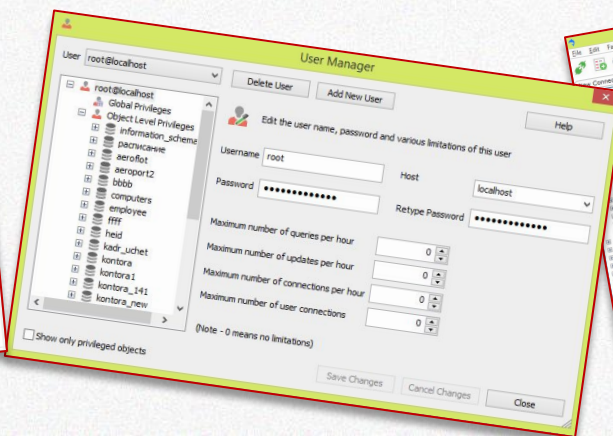 User Manager
User root@localhost
Delete User Add New User
Help
root@localhost
Global Privileges
Object Level Privileges
information_schema
расписание
aeroflot
aeroport2
bbbb
computers
employee
ffff
heid
kadr_uchet
kontora
kontora1
kontora_141
kontora_new
Show only privileged objects
Edit the user name, password and various limitations of this user
Username root
Host localhost
Password •••••••••••••
Retype Password •••••••••••••
Maximum number of queries per hour 0
Maximum number of updates per hour 0
Maximum number of connections per hour 0
Maximum number of user connections 0
(Note - 0 means no limitations)
Save Changes Cancel Changes Close
File Edit